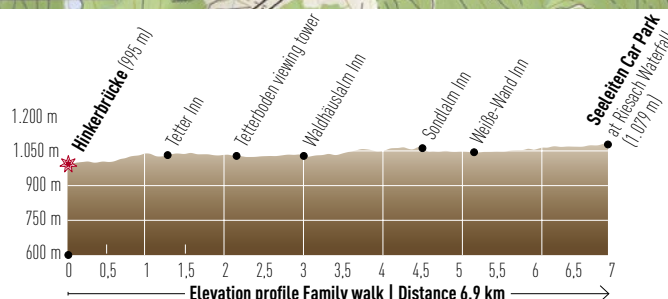 Hinkerbrücke (995 m)
Tetter Inn
Tetterboden viewing tower
Waldhäuslalm Inn
Sondlalm Inn
Weiße-Wand Inn
Seeleiten Car Park
at Riesach Waterfall
(1.079 m)
1.200 m
1.050 m
900 m
750 m
600 m
0 0,5 1 1,5 2 2,5 3 3,5 4 4,5 5 5,5 6 6,5 7
Elevation profile Family walk | Distance 6,9 km